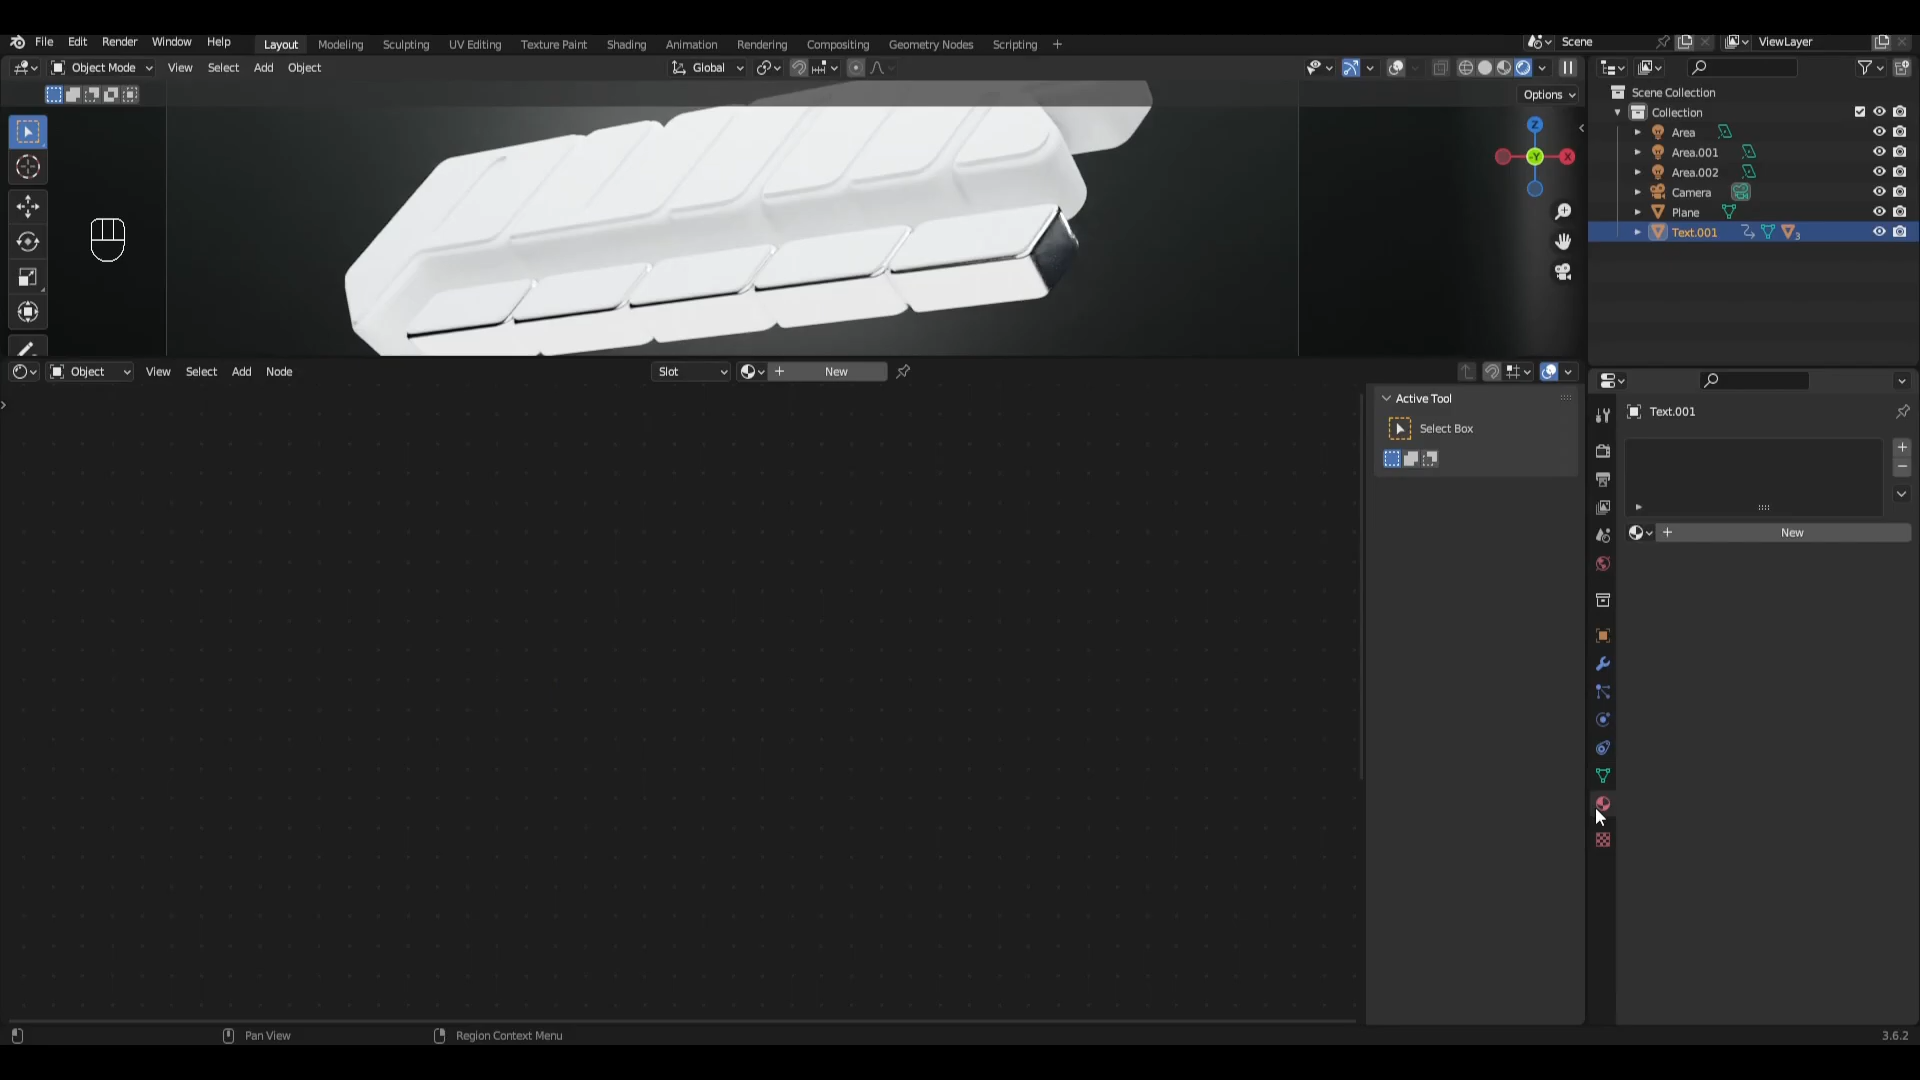 File Edit Render Window Help Layout Modeling Sculpting UV Editing Texture Paint Shading Animation Rendering Compositing Geometry Nodes Scripting + Scene ViewLayer
Object Mode View Select Add Object Global
Options
Z
-Y X
Scene Collection
Collection
Area
Area.001
Area.002
Camera
Plane
Text.001 3
Object View Select Add Node Slot + New
Active Tool
Select Box
Text.001
+ New
Pan View Region Context Menu 3.6.2